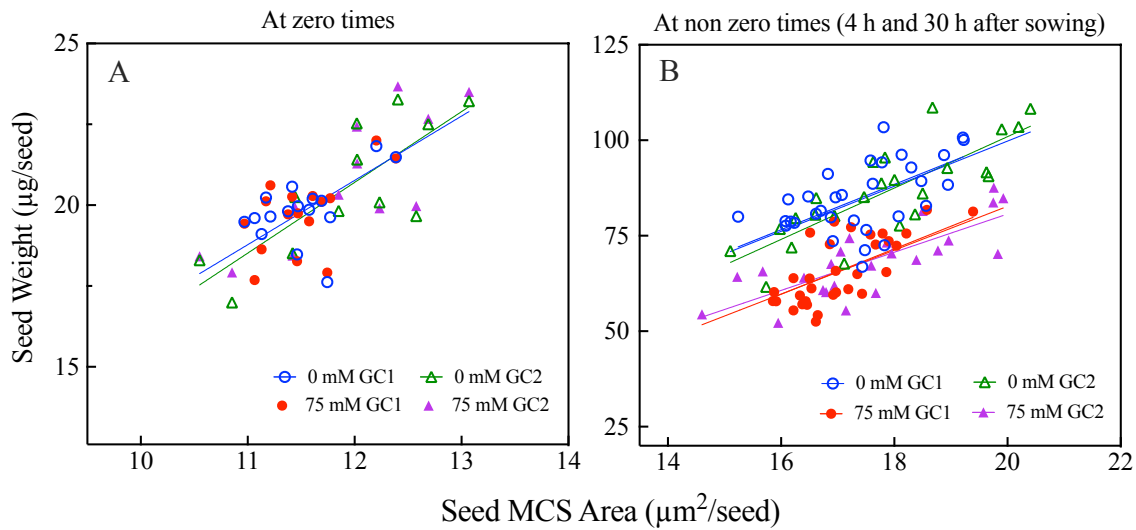 At zero times
At non zero times (4 h and 30 h after sowing)
Seed Weight (µg/seed)
25
20
15
A
0 mM GC1
0 mM GC2
75 mM GC1
75 mM GC2
10
11
12
13
14
125
100
75
50
25
B
0 mM GC1
0 mM GC2
75 mM GC1
75 mM GC2
14
16
18
20
22
Seed MCS Area (µm²/seed)